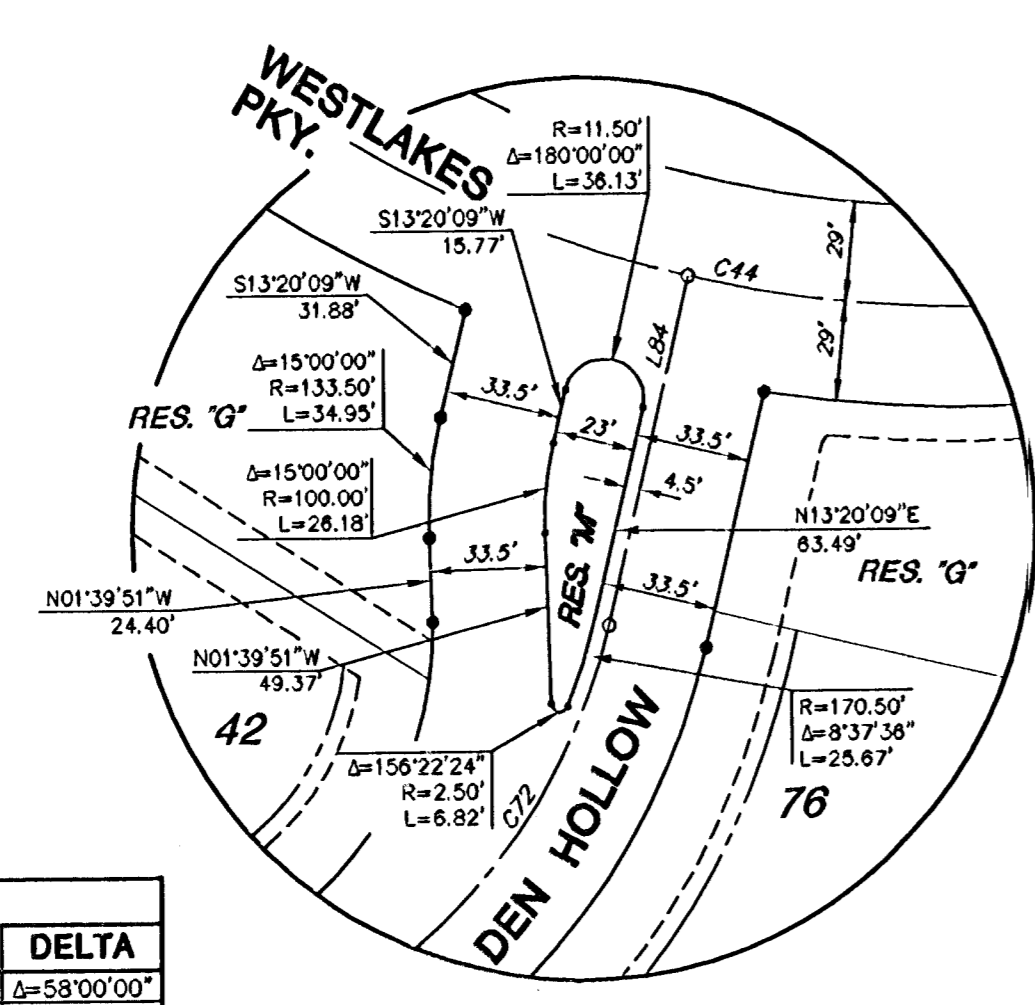 WESTLAKES
PKY.
R=11.50'
Δ=180°00'00"
L=36.13'
S13°20'09"W
15.77'
S13°20'09"W
31.88'
C44
29'
29'
L84
Δ=15°00'00"
R=133.50'
L=34.95'
RES. "G"
33.5'
23'
33.5'
4.5'
Δ=15°00'00"
R=100.00'
L=26.18'
N13°20'09"E
63.49'
RES. "G"
33.5'
RES. "M"
33.5'
N01°39'51"W
24.40'
N01°39'51"W
49.37'
42
R=170.50'
Δ=8°37'36"
L=25.67'
76
Δ=156°22'24"
R=2.50'
L=6.82'
C72
DEN HOLLOW
DELTA
Δ=58°00'00"